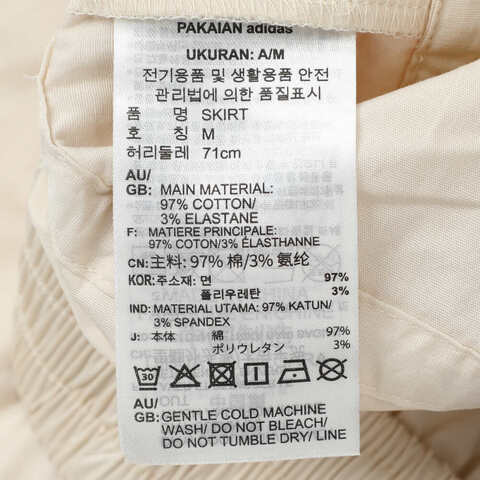 PAKAIAN adidas
UKURAN: A/M
전기용품 및 생활용품 안전
관리법에 의한 품질표시
품 명 SKIRT
호 칭 M
허리둘레 71cm
AU/
GB: MAIN MATERIAL:
97% COTTON/
3% ELASTANE
F: MATIERE PRINCIPALE:
97% COTON/3% ÉLASTHANNE
CN: 主料: 97% 棉/3% 氨纶
KOR: 주소재: 면 97%
폴리우레탄 3%
IND: MATERIAL UTAMA: 97% KATUN/
3% SPANDEX
J: 本体 綿 97%
ポリウレタン 3%
30
AU/
GB: GENTLE COLD MACHINE
WASH/ DO NOT BLEACH/
DO NOT TUMBLE DRY/ LINE